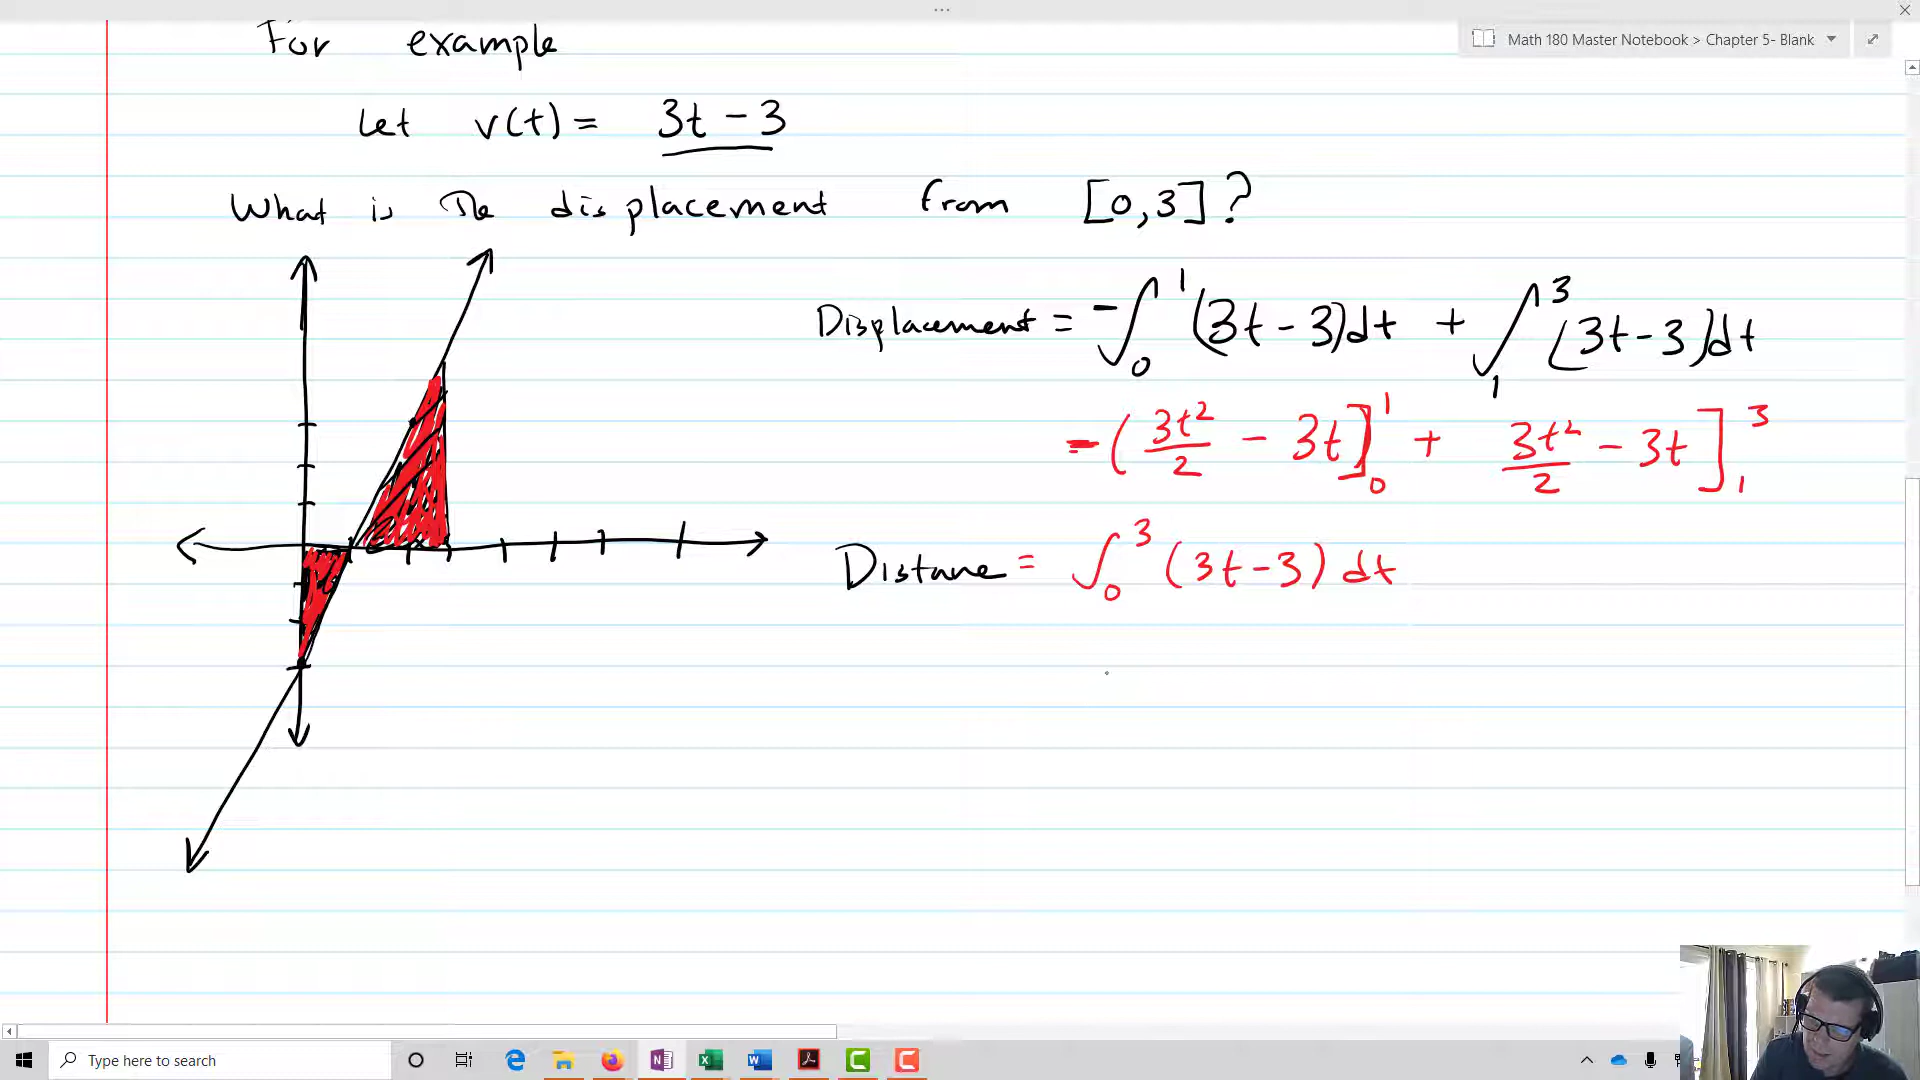 For example
Math 180 Master Notebook > Chapter 5- Blank
Let v(t) = 3t - 3
What is The displacement from [0,3]?
Displacement = -∫₀¹ (3t-3)dt + ∫₁³ (3t-3)dt
-(3t²/2 - 3t]₀¹ + 3t²/2 - 3t]₁³
Distane = ∫₀³ (3t-3) dt
Type here to search